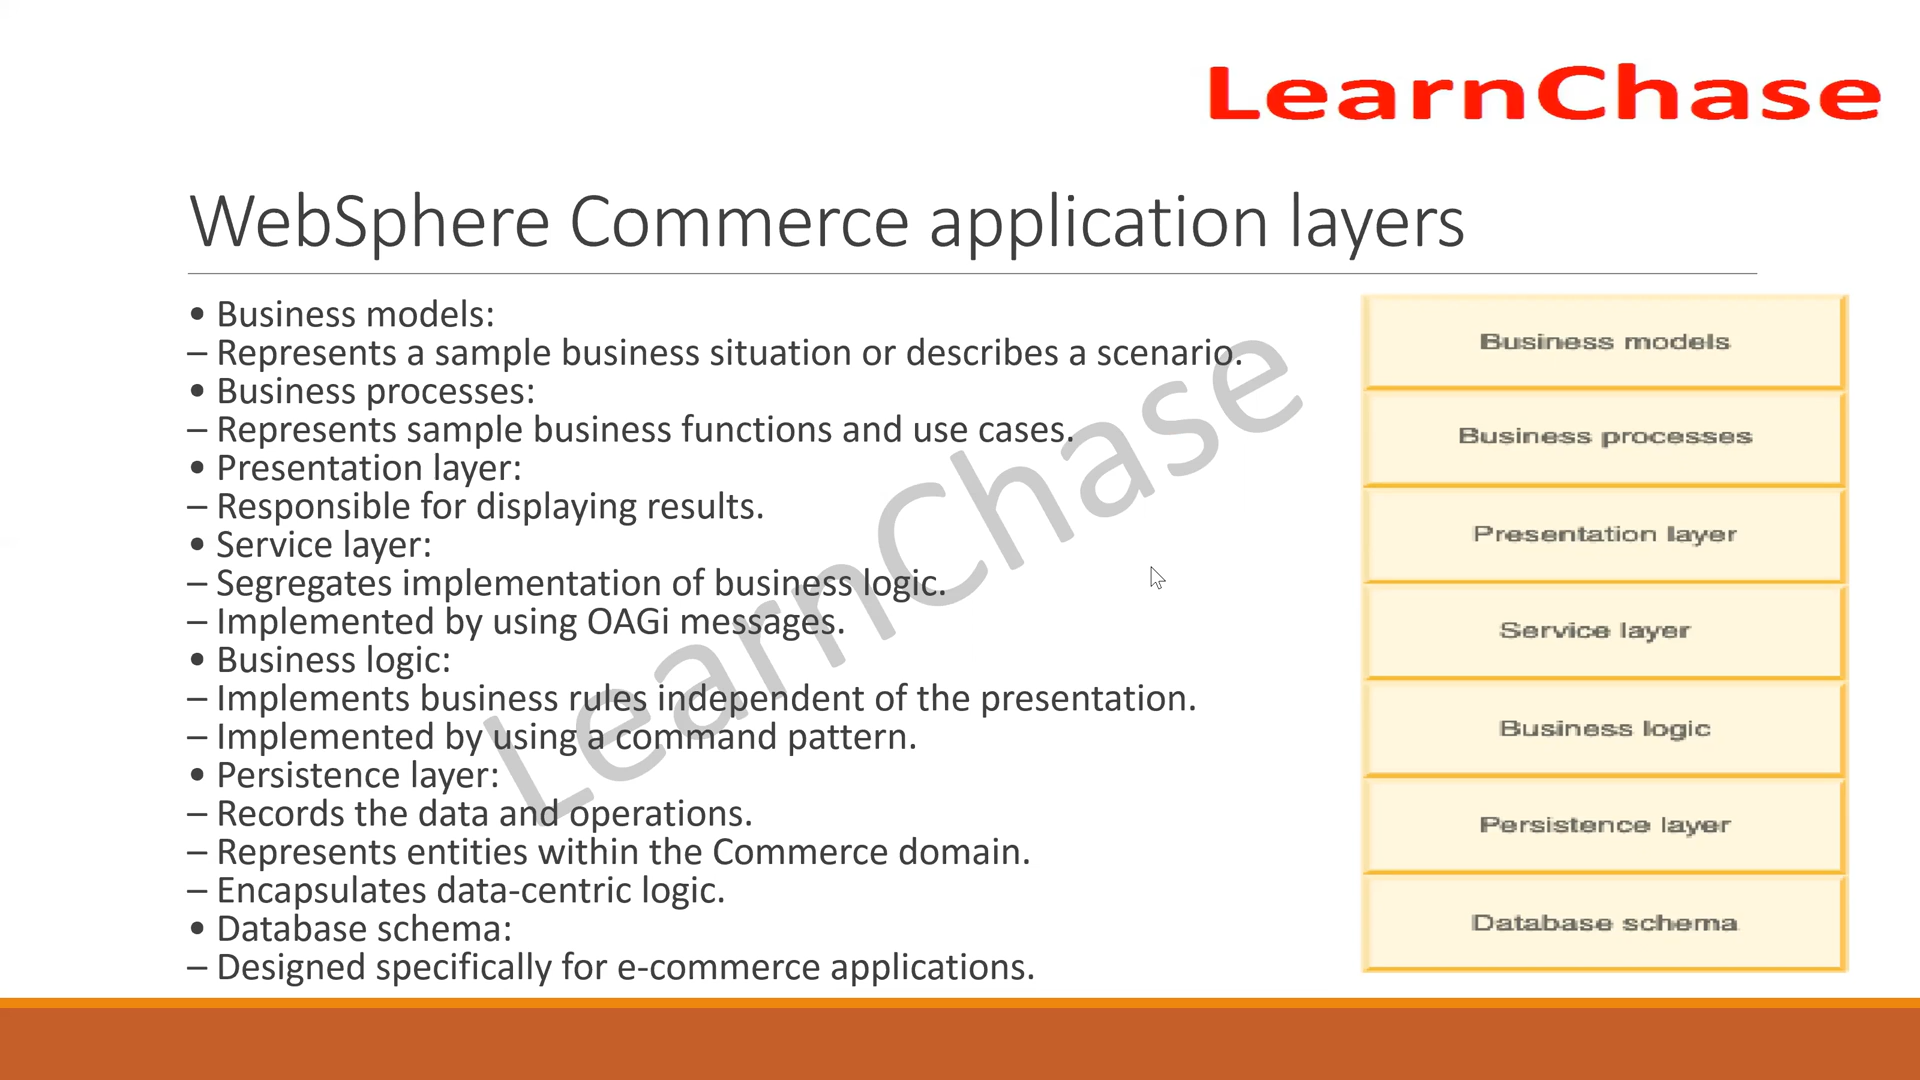 LearnChase
WebSphere Commerce application layers
• Business models:
– Represents a sample business situation or describes a scenario.
• Business processes:
– Represents sample business functions and use cases.
• Presentation layer:
– Responsible for displaying results.
• Service layer:
– Segregates implementation of business logic.
– Implemented by using OAGi messages.
• Business logic:
– Implements business rules independent of the presentation.
– Implemented by using a command pattern.
• Persistence layer:
– Records the data and operations.
– Represents entities within the Commerce domain.
– Encapsulates data-centric logic.
• Database schema:
– Designed specifically for e-commerce applications.
LearnChase
Business models
Business processes
Presentation layer
Service layer
Business logic
Persistence layer
Database schema